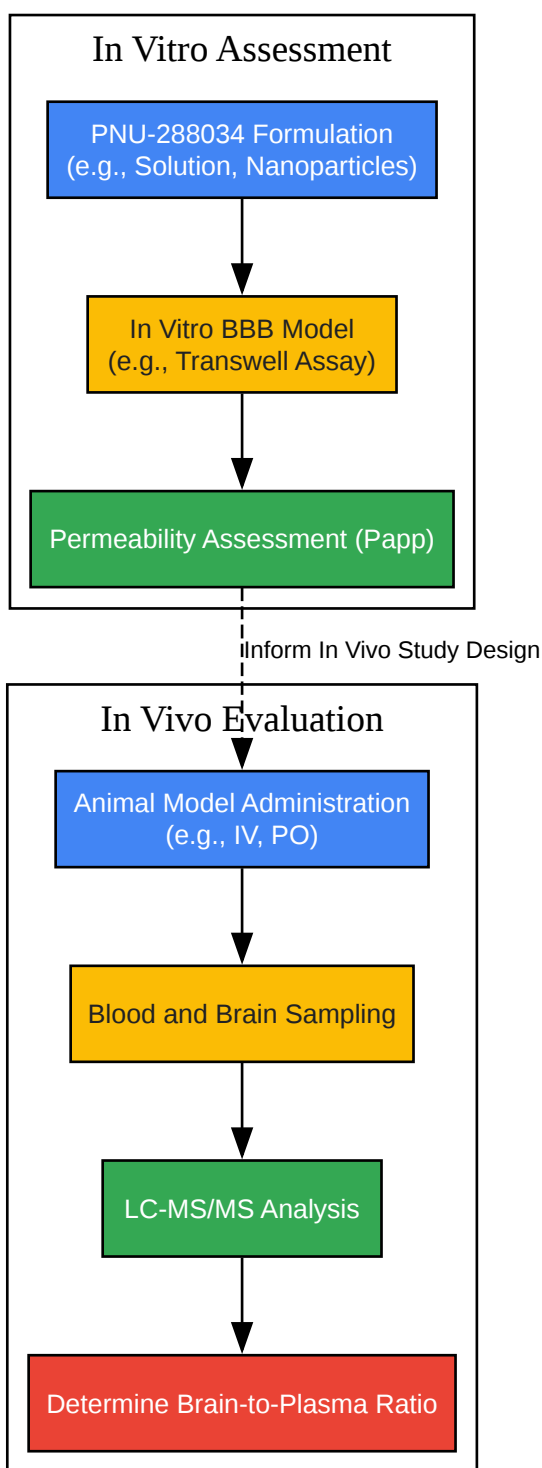 In Vitro Assessment
PNU-288034 Formulation
(e.g., Solution, Nanoparticles)
In Vitro BBB Model
(e.g., Transwell Assay)
Permeability Assessment (Papp)
Inform In Vivo Study Design
In Vivo Evaluation
Animal Model Administration
(e.g., IV, PO)
Blood and Brain Sampling
LC-MS/MS Analysis
Determine Brain-to-Plasma Ratio